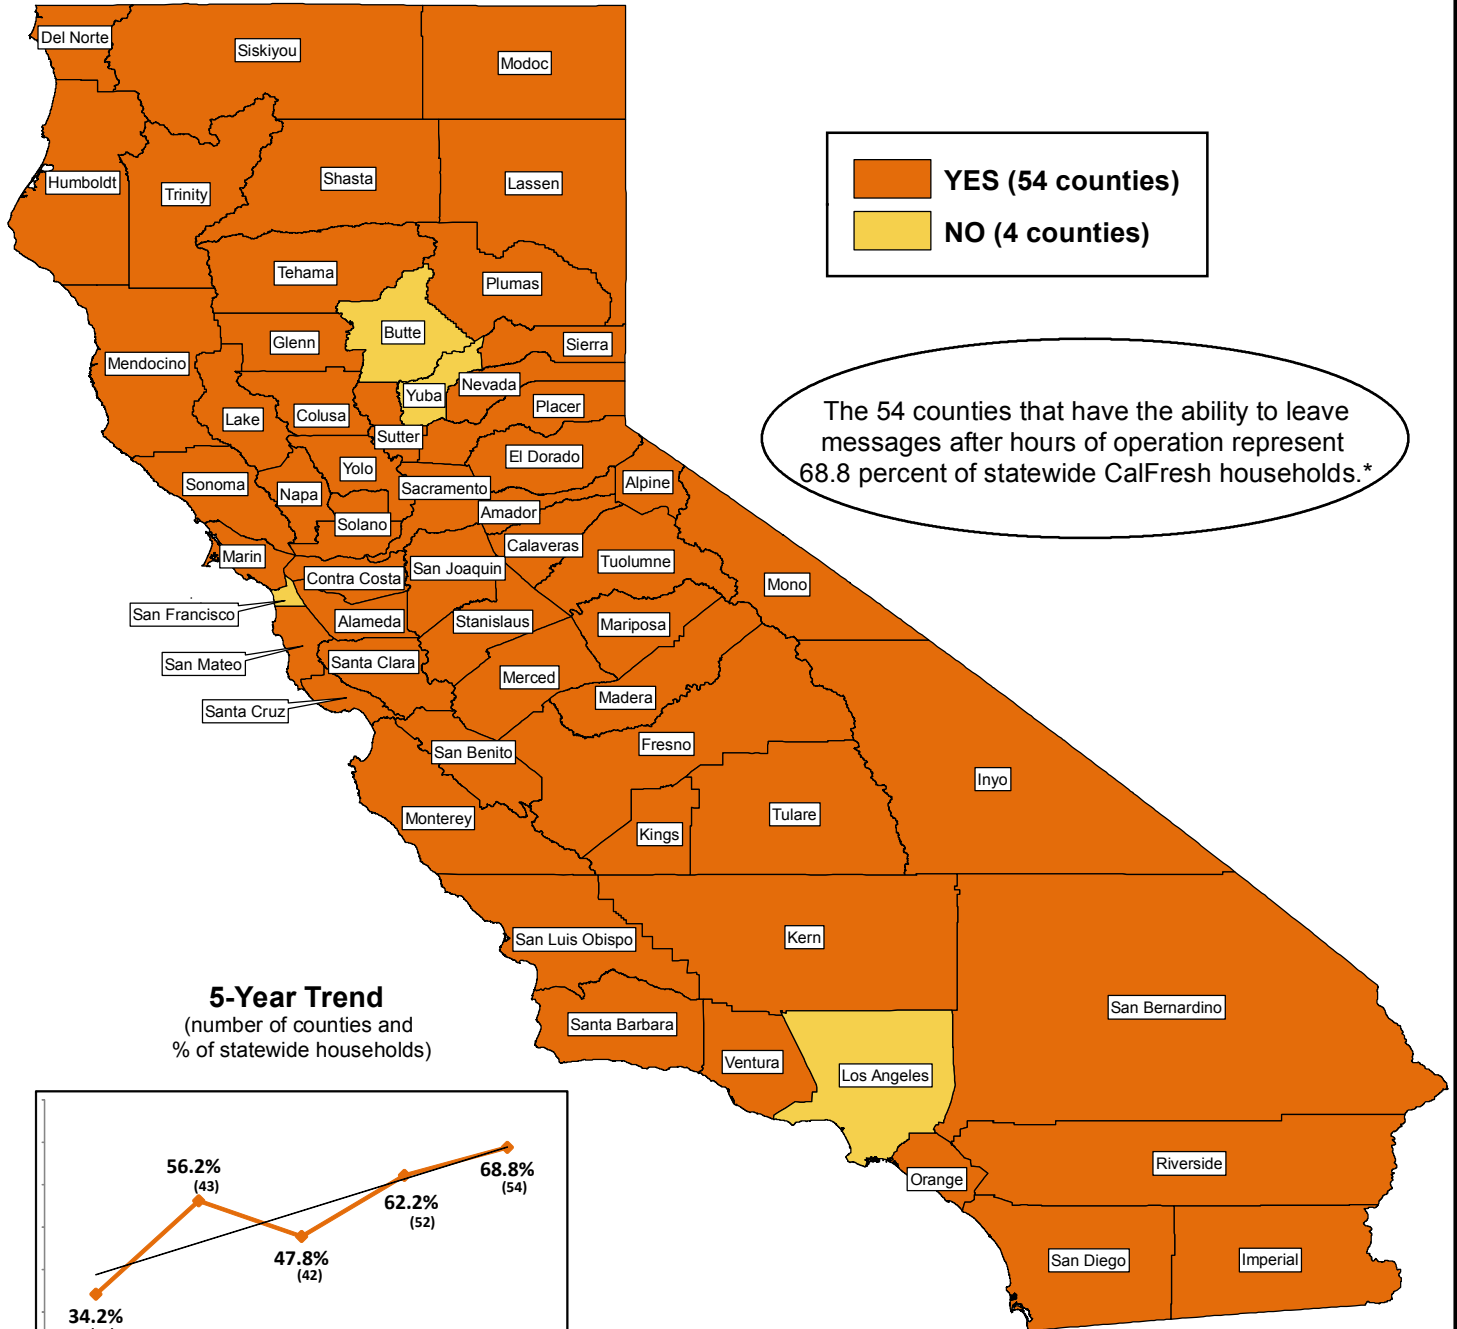 Del Norte
Siskiyou
Modoc
Humboldt
Trinity
Shasta
Lassen
YES (54 counties)
NO (4 counties)
Tehama
Plumas
Butte
Glenn
Sierra
Mendocino
Nevada
Yuba
Placer
Lake
Colusa
Sutter
The 54 counties that have the ability to leave
messages after hours of operation represent
68.8 percent of statewide CalFresh households.*
El Dorado
Yolo
Sonoma
Napa
Sacramento
Alpine
Amador
Solano
Calaveras
Marin
Contra Costa
San Joaquin
Tuolumne
Mono
San Francisco
Alameda
Stanislaus
Mariposa
San Mateo
Santa Clara
Merced
Madera
Santa Cruz
Fresno
San Benito
Inyo
Monterey
Kings
Tulare
San Luis Obispo
Kern
San Bernardino
Santa Barbara
Ventura
Los Angeles
Riverside
Orange
San Diego
Imperial
5-Year Trend
(number of counties and
% of statewide households)
56.2%
(43)
68.8%
(54)
62.2%
(52)
47.8%
(42)
34.2%